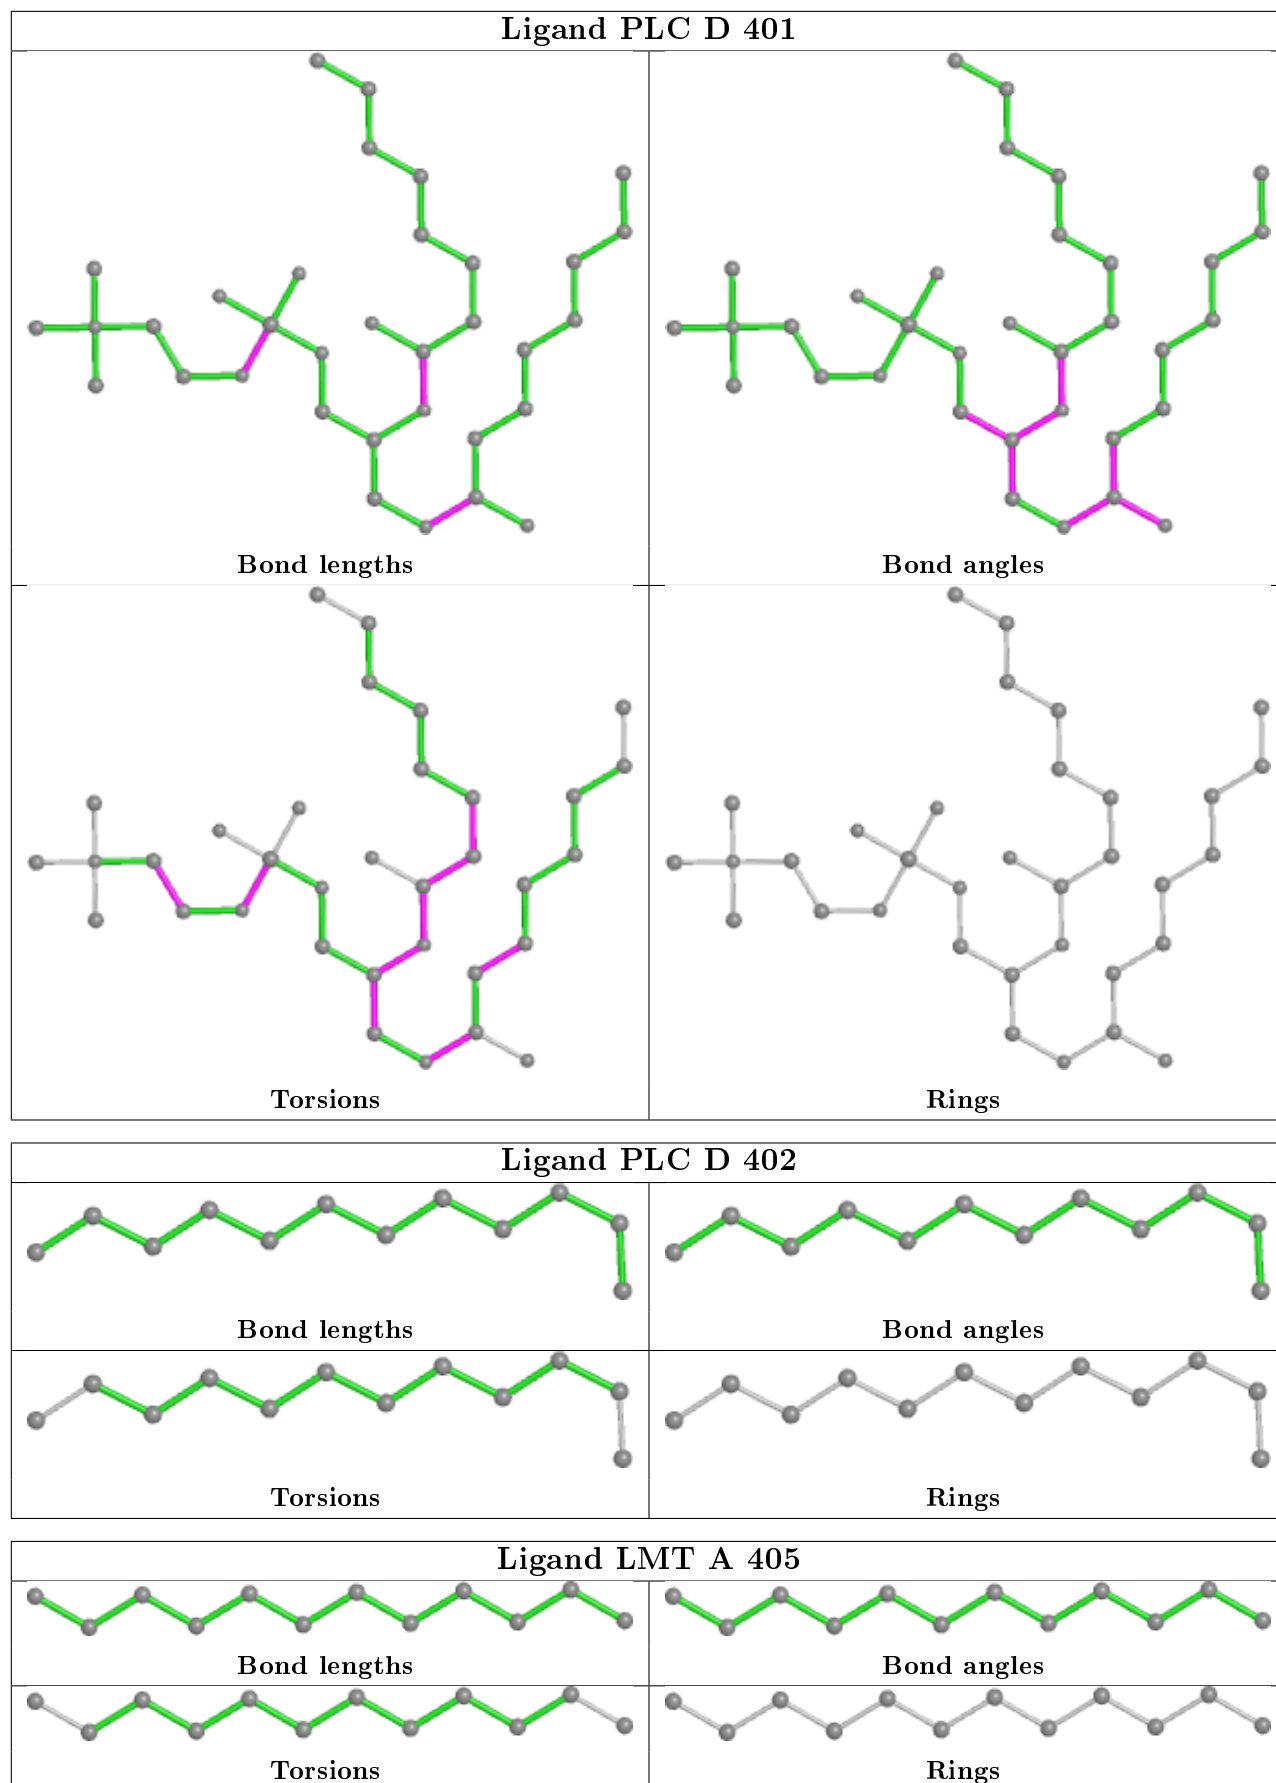 Ligand PLC D 401
Bond lengths
Bond angles
Torsions
Rings
Ligand PLC D 402
Bond lengths
Bond angles
Torsions
Rings
Ligand LMT A 405
Bond lengths
Bond angles
Torsions
Rings